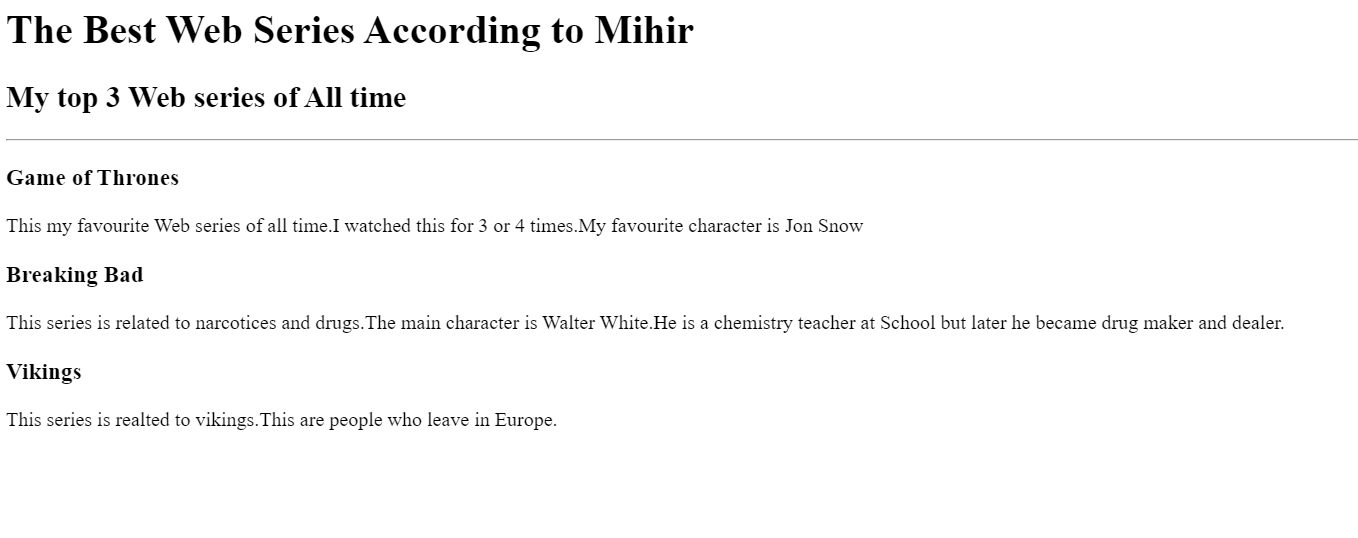 The Best Web Series According to Mihir
My top 3 Web series of All time
Game of Thrones
This my favourite Web series of all time.I watched this for 3 or 4 times.My favourite character is Jon Snow
Breaking Bad
This series is related to narcotices and drugs.The main character is Walter White.He is a chemistry teacher at School but later he became drug maker and dealer.
Vikings
This series is realted to vikings.This are people who leave in Europe.